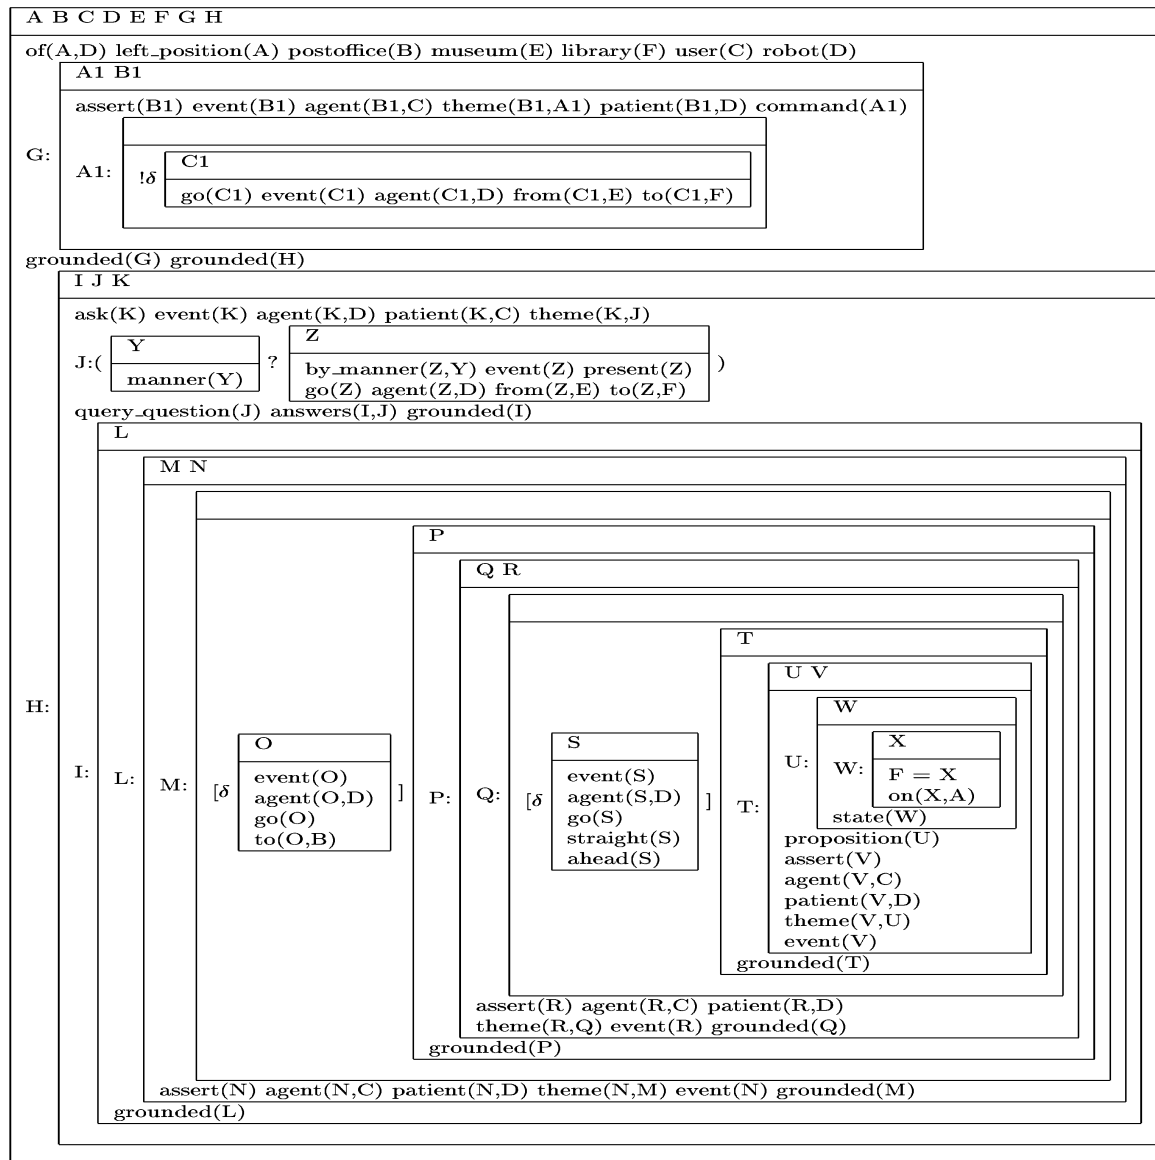 A B C D E F G H
of(A,D) left_position(A) postoffice(B) museum(E) library(F) user(C) robot(D)
A1 B1
assert(B1) event(B1) agent(B1,C) theme(B1,A1) patient(B1,D) command(A1)
G:
A1:
!δ
C1
go(C1) event(C1) agent(C1,D) from(C1,E) to(C1,F)
grounded(G) grounded(H)
H:
I J K
ask(K) event(K) agent(K,D) patient(K,C) theme(K,J)
J:(
Y
manner(Y)
?
Z
by_manner(Z,Y) event(Z) present(Z)
go(Z) agent(Z,D) from(Z,E) to(Z,F)
)
query_question(J) answers(I,J) grounded(I)
I:
L
L:
M N
M:
[δ
O
event(O)
agent(O,D)
go(O)
to(O,B)
]
P
P:
Q R
Q:
[δ
S
event(S)
agent(S,D)
go(S)
straight(S)
ahead(S)
]
T
T:
U V
U:
W
W:
X
F = X
on(X,A)
state(W)
proposition(U)
assert(V)
agent(V,C)
patient(V,D)
theme(V,U)
event(V)
grounded(T)
assert(R) agent(R,C) patient(R,D)
theme(R,Q) event(R) grounded(Q)
grounded(P)
assert(N) agent(N,C) patient(N,D) theme(N,M) event(N) grounded(M)
grounded(L)